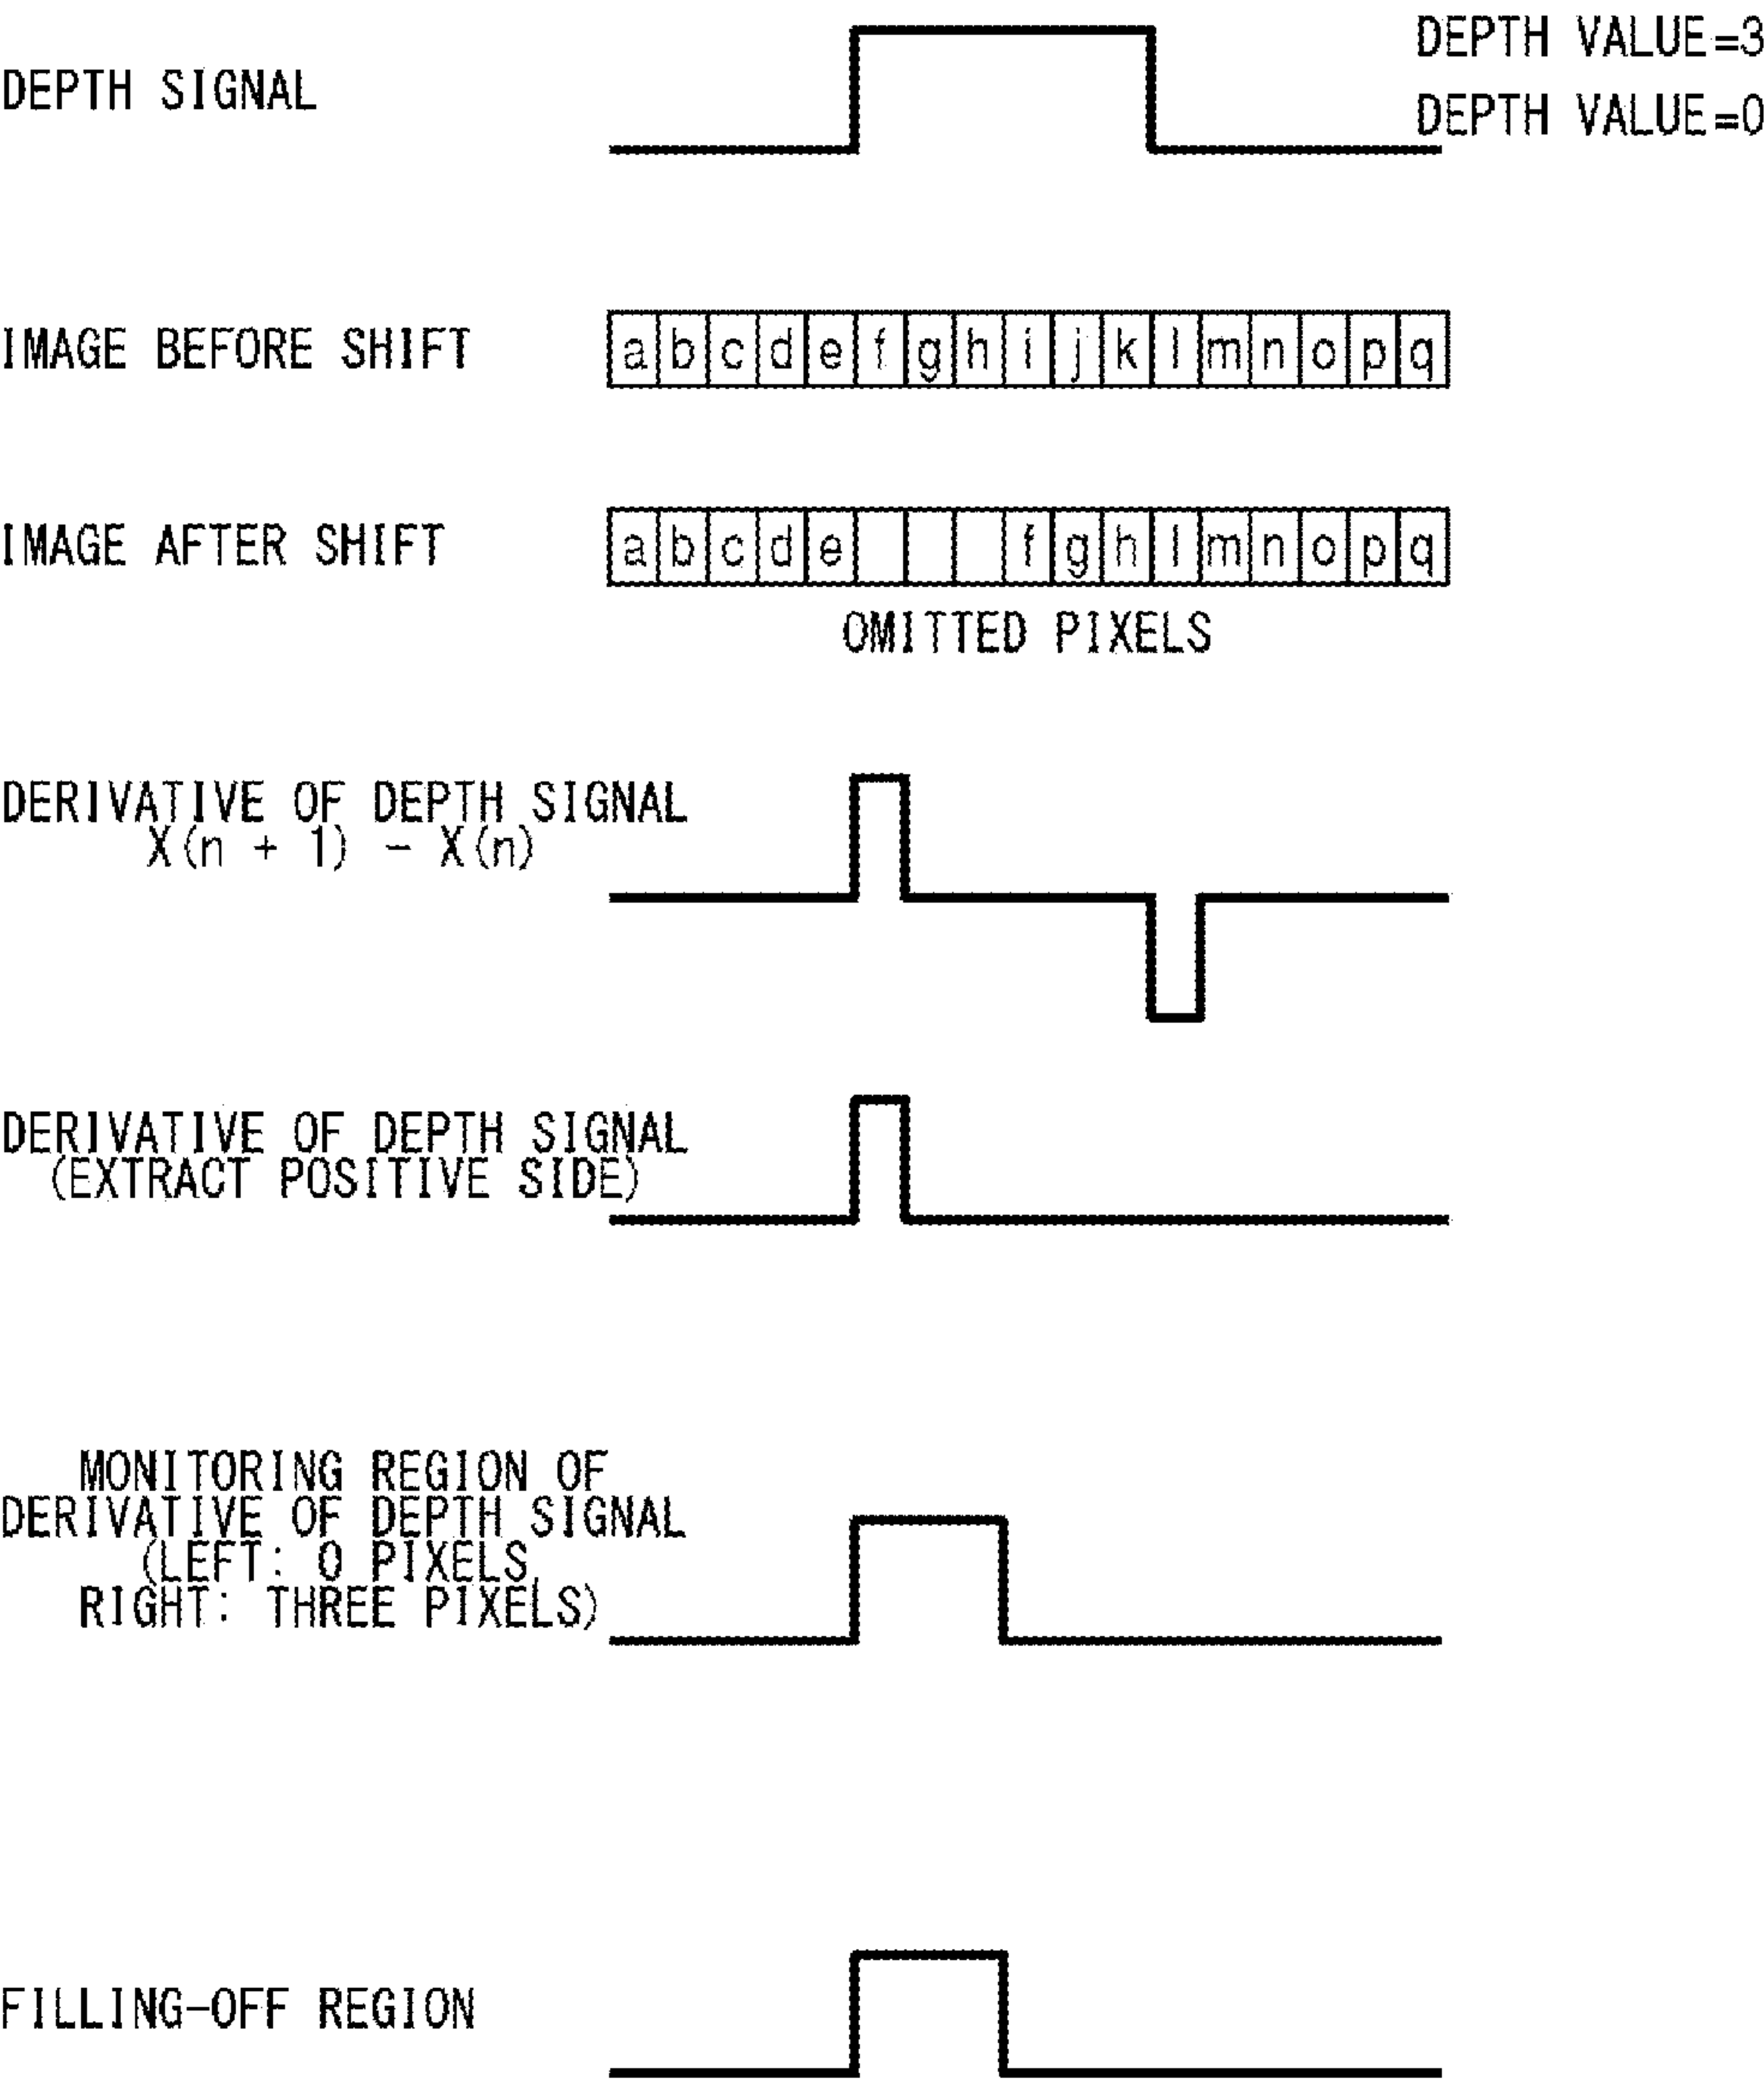 DEPTH VALUE=3
DEPTH SIGNAL
DEPTH VALUE=0
IMAGE BEFORE SHIFT
a b c d e f g h i j k l m n o p q
IMAGE AFTER SHIFT
a b c d e f g h l m n o p q
OMITTED PIXELS
DERIVATIVE OF DEPTH SIGNAL
X(n + 1) - X(n)
DERIVATIVE OF DEPTH SIGNAL
(EXTRACT POSITIVE SIDE)
MONITORING REGION OF
DERIVATIVE OF DEPTH SIGNAL
(LEFT: 0 PIXELS,
RIGHT: THREE PIXELS)
FILLING-OFF REGION